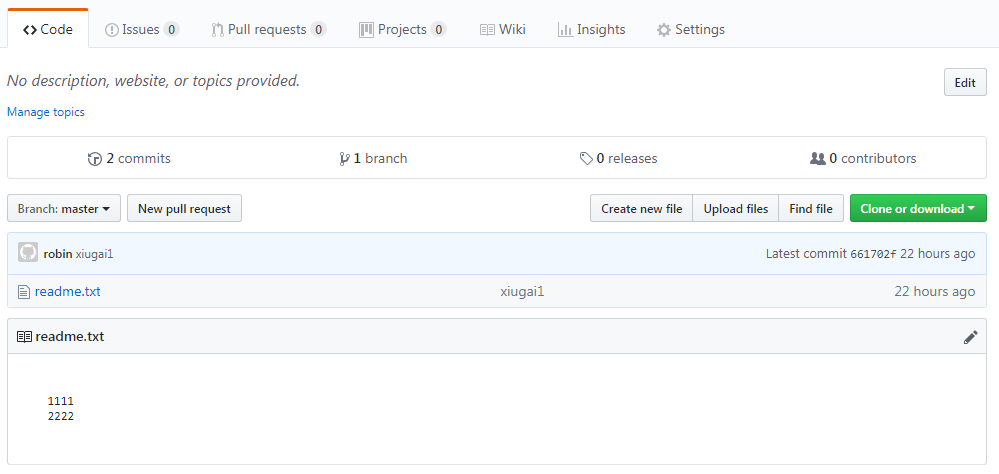 Code Issues 0 Pull requests 0 Projects 0 Wiki Insights Settings
No description, website, or topics provided. Edit
Manage topics
2 commits 1 branch 0 releases 0 contributors
Branch: master New pull request Create new file Upload files Find file Clone or download
robin xiugai1 Latest commit 661702f 22 hours ago
readme.txt xiugai1 22 hours ago
readme.txt
1111
2222